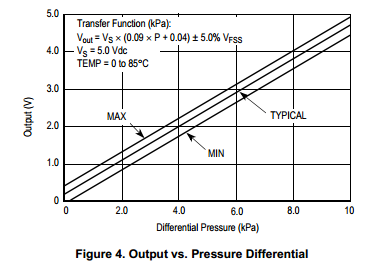 5.0
4.0
3.0
2.0
1.0
0
Output (V)
Transfer Function (kPa):
Vout = VS × (0.09 × P + 0.04) ± 5.0% VFSS
VS = 5.0 Vdc
TEMP = 0 to 85°C
MAX
TYPICAL
MIN
0 2.0 4.0 6.0 8.0 10
Differential Pressure (kPa)
Figure 4. Output vs. Pressure Differential